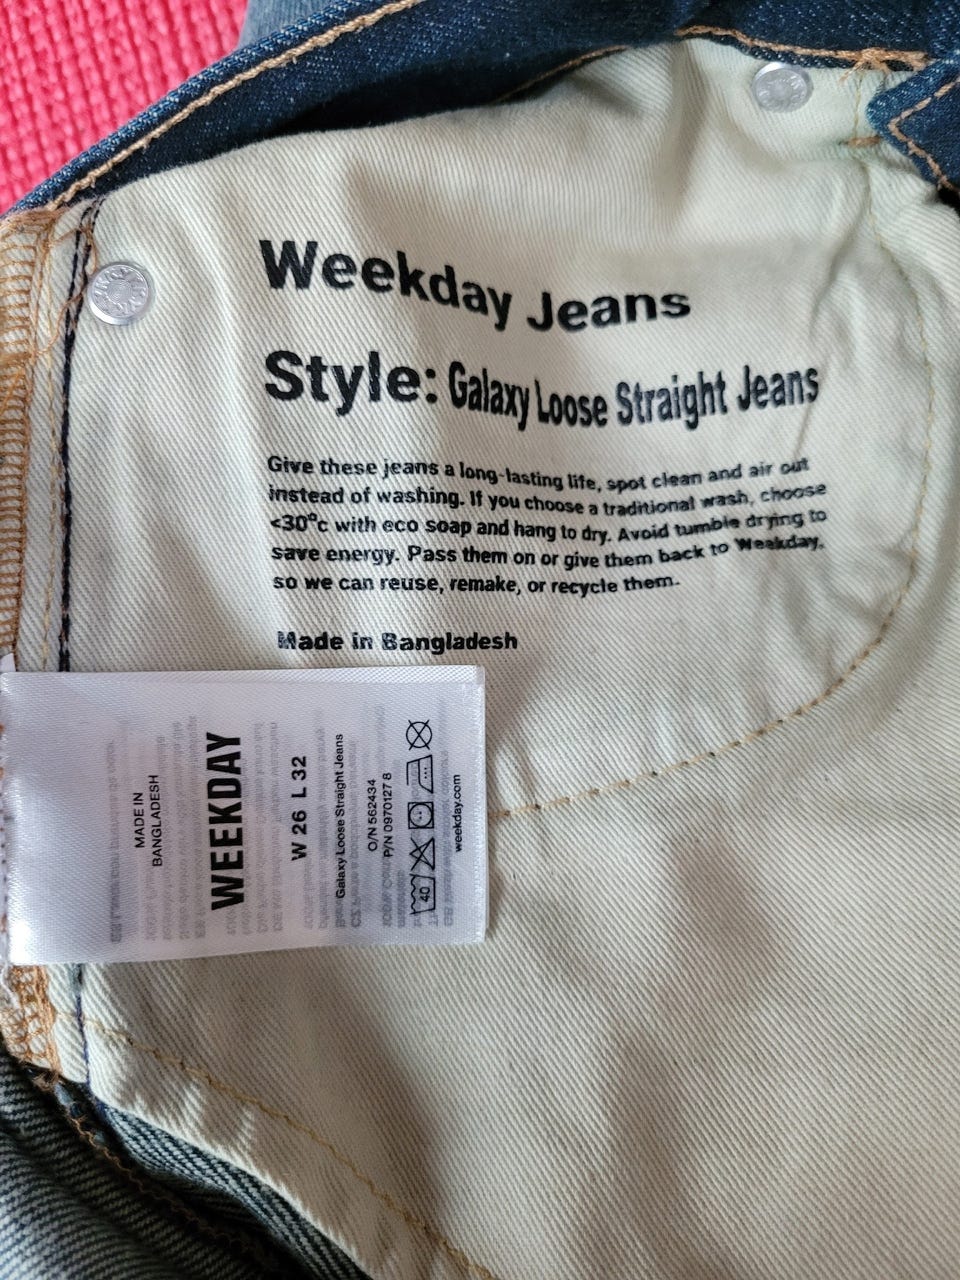 Weekday Jeans
Style: Galaxy Loose Straight Jeans
Give these jeans a long-lasting life, spot clean and air out
instead of washing. If you choose a traditional wash, choose
<30°c with eco soap and hang to dry. Avoid tumble drying to
save energy. Pass them on or give them back to Weekday,
so we can reuse, remake, or recycle them.
Made in Bangladesh
MADE IN
BANGLADESH
WEEKDAY
W 26 L 32
Galaxy Loose Straight Jeans
O/N 562434
P/N 0970127 8
40
weekday.com